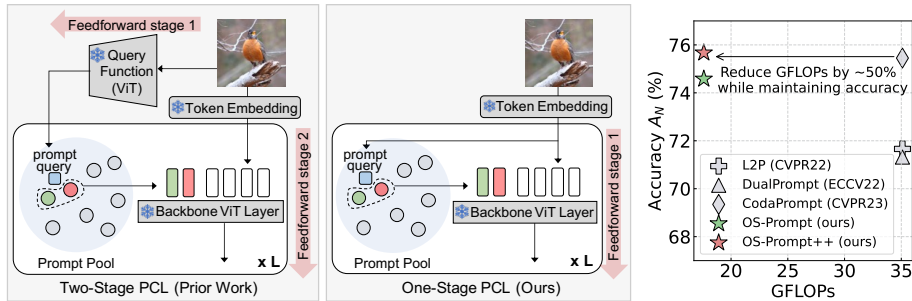 Feedforward stage 1
Query
Function
(ViT)
Token Embedding
prompt
query
Backbone ViT Layer
Prompt Pool
x L
Feedforward stage 2
Two-Stage PCL (Prior Work)
Token Embedding
prompt
query
Backbone ViT Layer
Prompt Pool
x L
Feedforward stage 1
One-Stage PCL (Ours)
Accuracy A_N (%)
76
74
72
70
68
Reduce GFLOPs by ~50%
while maintaining accuracy
L2P (CVPR22)
DualPrompt (ECCV22)
CodaPrompt (CVPR23)
OS-Prompt (ours)
OS-Prompt++ (ours)
20 25 30 35
GFLOPs